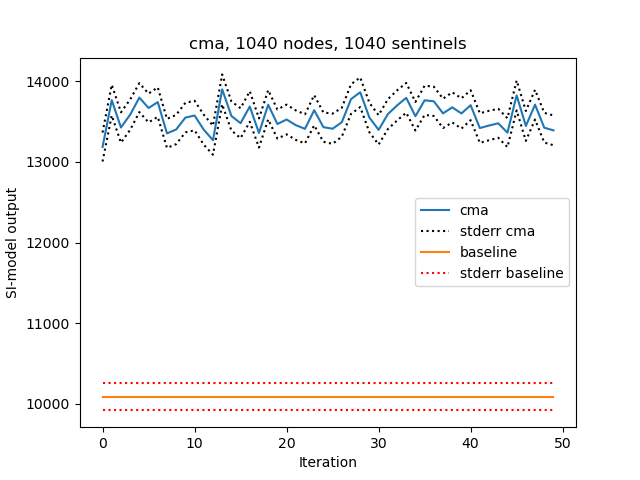 cma, 1040 nodes, 1040 sentinels
14000
13000
12000
11000
10000
SI-model output
cma
stderr cma
baseline
stderr baseline
0 10 20 30 40 50
Iteration